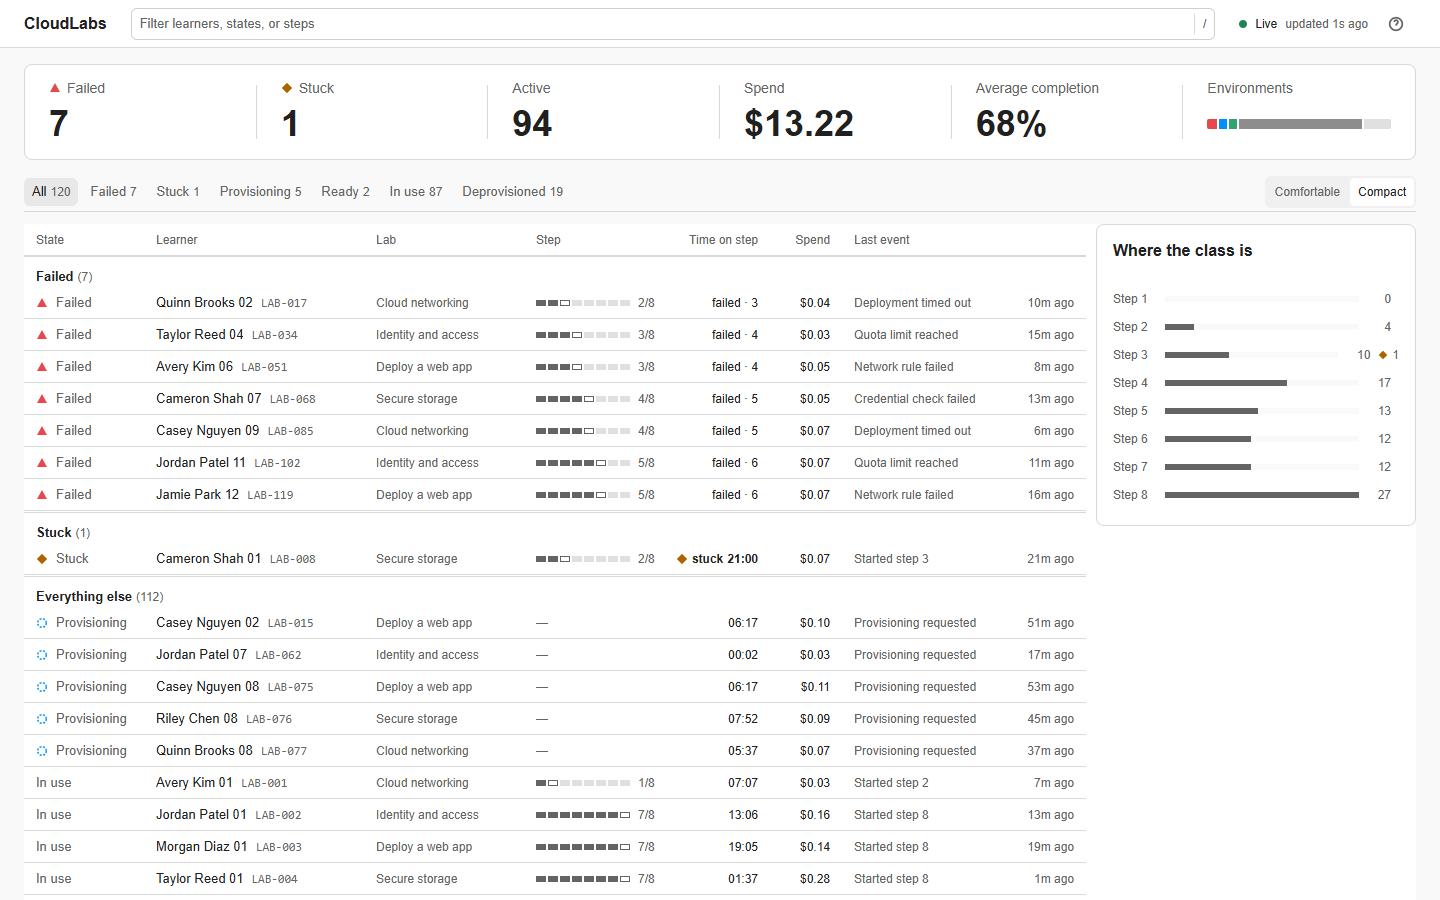 CloudLabs
Filter learners, states, or steps /
Live updated 1s ago
Failed Stuck Active Spend Average completion Environments
7 1 94 $13.22 68%
All 120 Failed 7 Stuck 1 Provisioning 5 Ready 2 In use 87 Deprovisioned 19 Comfortable Compact
State Learner Lab Step Time on step Spend Last event
Failed (7)
Failed Quinn Brooks 02 LAB-017 Cloud networking 2/8 failed · 3 $0.04 Deployment timed out 10m ago
Failed Taylor Reed 04 LAB-034 Identity and access 3/8 failed · 4 $0.03 Quota limit reached 15m ago
Failed Avery Kim 06 LAB-051 Deploy a web app 3/8 failed · 4 $0.05 Network rule failed 8m ago
Failed Cameron Shah 07 LAB-068 Secure storage 4/8 failed · 5 $0.05 Credential check failed 13m ago
Failed Casey Nguyen 09 LAB-085 Cloud networking 4/8 failed · 5 $0.07 Deployment timed out 6m ago
Failed Jordan Patel 11 LAB-102 Identity and access 5/8 failed · 6 $0.07 Quota limit reached 11m ago
Failed Jamie Park 12 LAB-119 Deploy a web app 5/8 failed · 6 $0.07 Network rule failed 16m ago
Stuck (1)
Stuck Cameron Shah 01 LAB-008 Secure storage 2/8 stuck 21:00 $0.07 Started step 3 21m ago
Everything else (112)
Provisioning Casey Nguyen 02 LAB-015 Deploy a web app — 06:17 $0.10 Provisioning requested 51m ago
Provisioning Jordan Patel 07 LAB-062 Identity and access — 00:02 $0.03 Provisioning requested 17m ago
Provisioning Casey Nguyen 08 LAB-075 Deploy a web app — 06:17 $0.11 Provisioning requested 53m ago
Provisioning Riley Chen 08 LAB-076 Secure storage — 07:52 $0.09 Provisioning requested 45m ago
Provisioning Quinn Brooks 08 LAB-077 Cloud networking — 05:37 $0.07 Provisioning requested 37m ago
In use Avery Kim 01 LAB-001 Cloud networking 1/8 07:07 $0.03 Started step 2 7m ago
In use Jordan Patel 01 LAB-002 Identity and access 7/8 13:06 $0.16 Started step 8 13m ago
In use Morgan Diaz 01 LAB-003 Deploy a web app 7/8 19:05 $0.14 Started step 8 19m ago
In use Taylor Reed 01 LAB-004 Secure storage 7/8 01:37 $0.28 Started step 8 1m ago
Where the class is
Step 1 0
Step 2 4
Step 3 10 1
Step 4 17
Step 5 13
Step 6 12
Step 7 12
Step 8 27